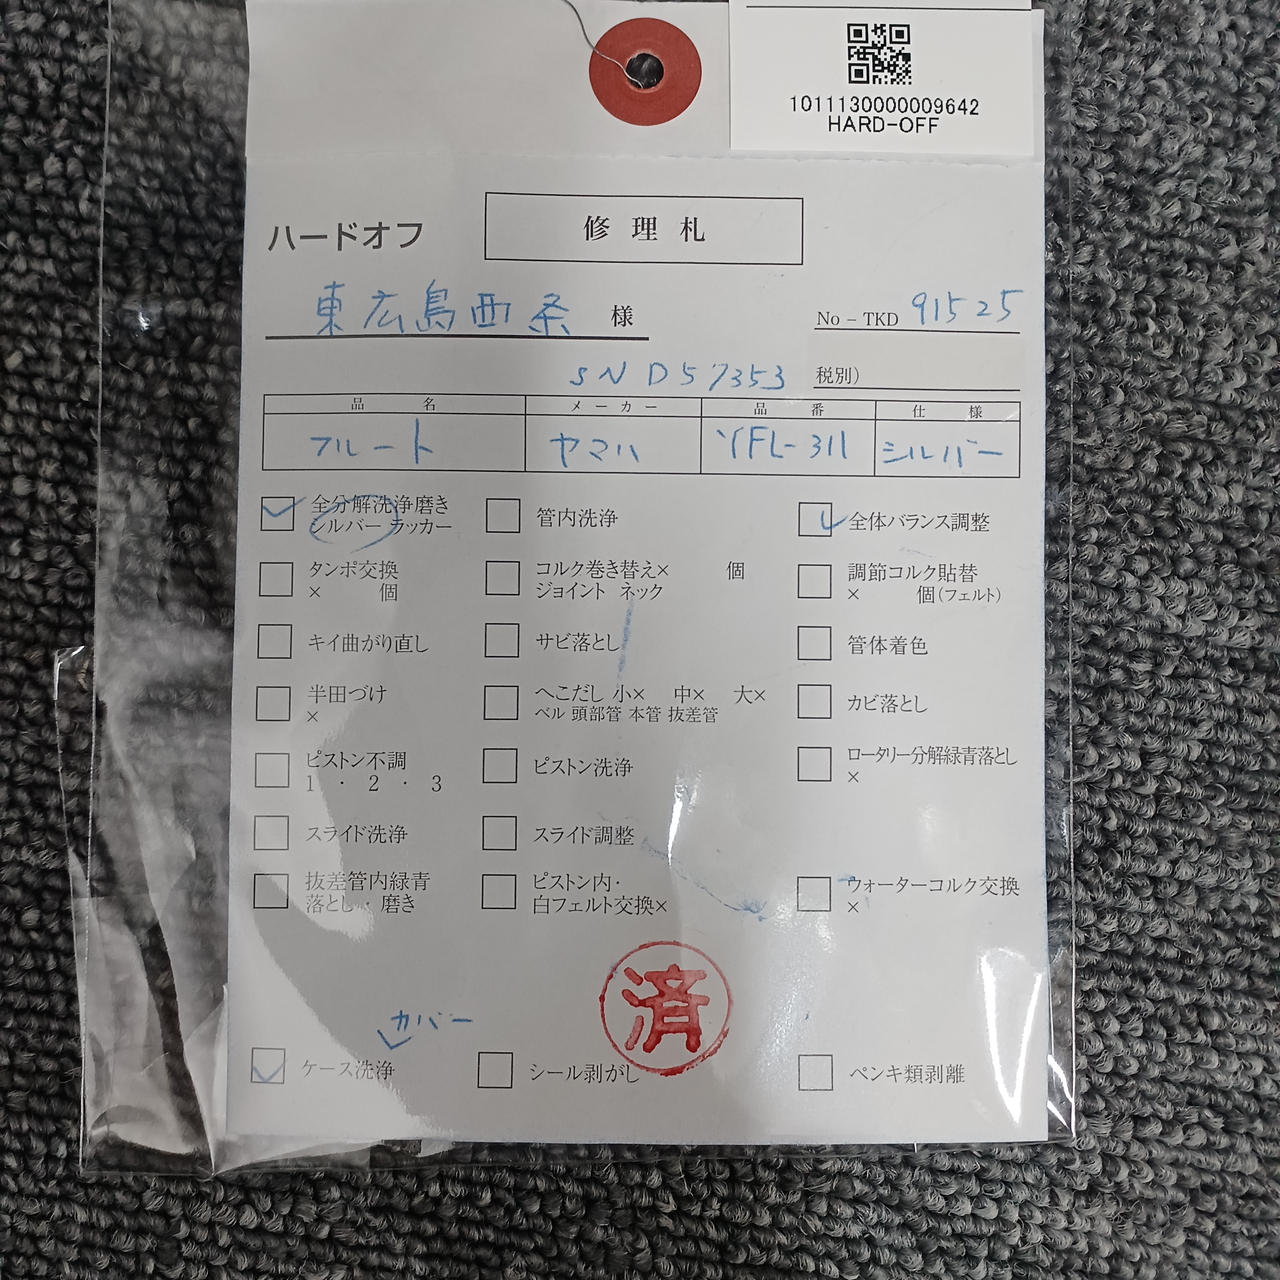 1011130000009642
HARD-OFF
ハードオフ
修理札
東広島西条 様
No － TKD 91525
SN D57353
税別）
品名 メーカー 品番 仕様
フルート ヤマハ YFL-311 シルバー
全分解洗浄磨き
シルバー ラッカー
管内洗浄
全体バランス調整
タンポ交換
× 個
コルク巻き替え× 個
ジョイント ネック
調節コルク貼替
× 個（フェルト）
キイ曲がり直し
サビ落とし
管体着色
半田づけ
×
へこだし 小× 中× 大×
ベル 頭部管 本管 抜差管
カビ落とし
ピストン不調
1 ・ 2 ・ 3
ピストン洗浄
ロータリー分解緑青落とし
×
スライド洗浄
スライド調整
抜差管内緑青
落とし・磨き
ピストン内・
白フェルト交換×
ウォーターコルク交換
×
済
カバー
ケース洗浄
シール剥がし
ペンキ類剥離